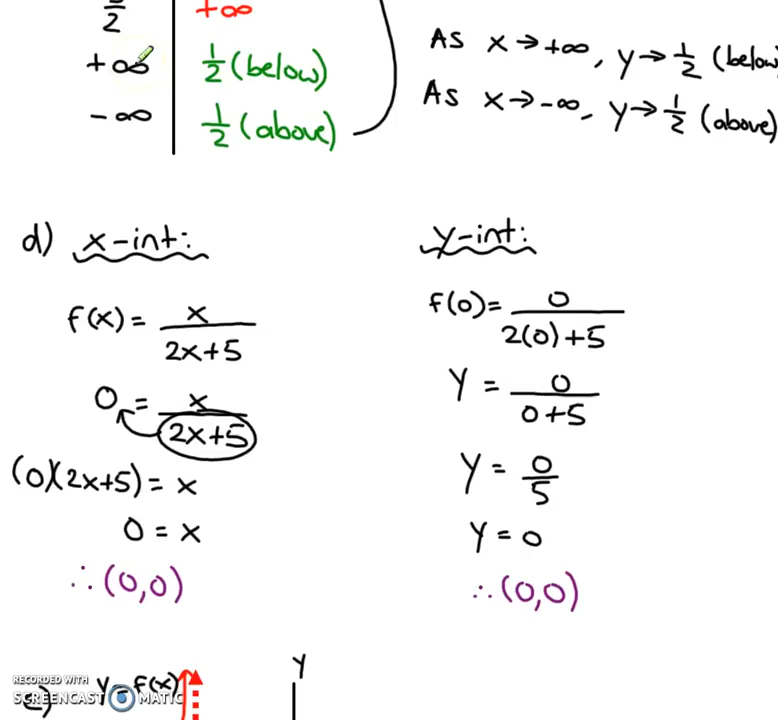 2 | +∞
+∞ | 1/2 (below)
-∞ | 1/2 (above)
As x → +∞, y → 1/2 (below
As x → -∞, y → 1/2 (above)
d) x-int:
f(x) = x/(2x+5)
0 = x/(2x+5)
(0)(2x+5) = x
0 = x
∴ (0,0)
y-int:
f(0) = 0/(2(0)+5)
y = 0/(0+5)
y = 0/5
y = 0
∴ (0,0)
y = f(x)
y
RECORDED WITH
SCREENCAST MATIC